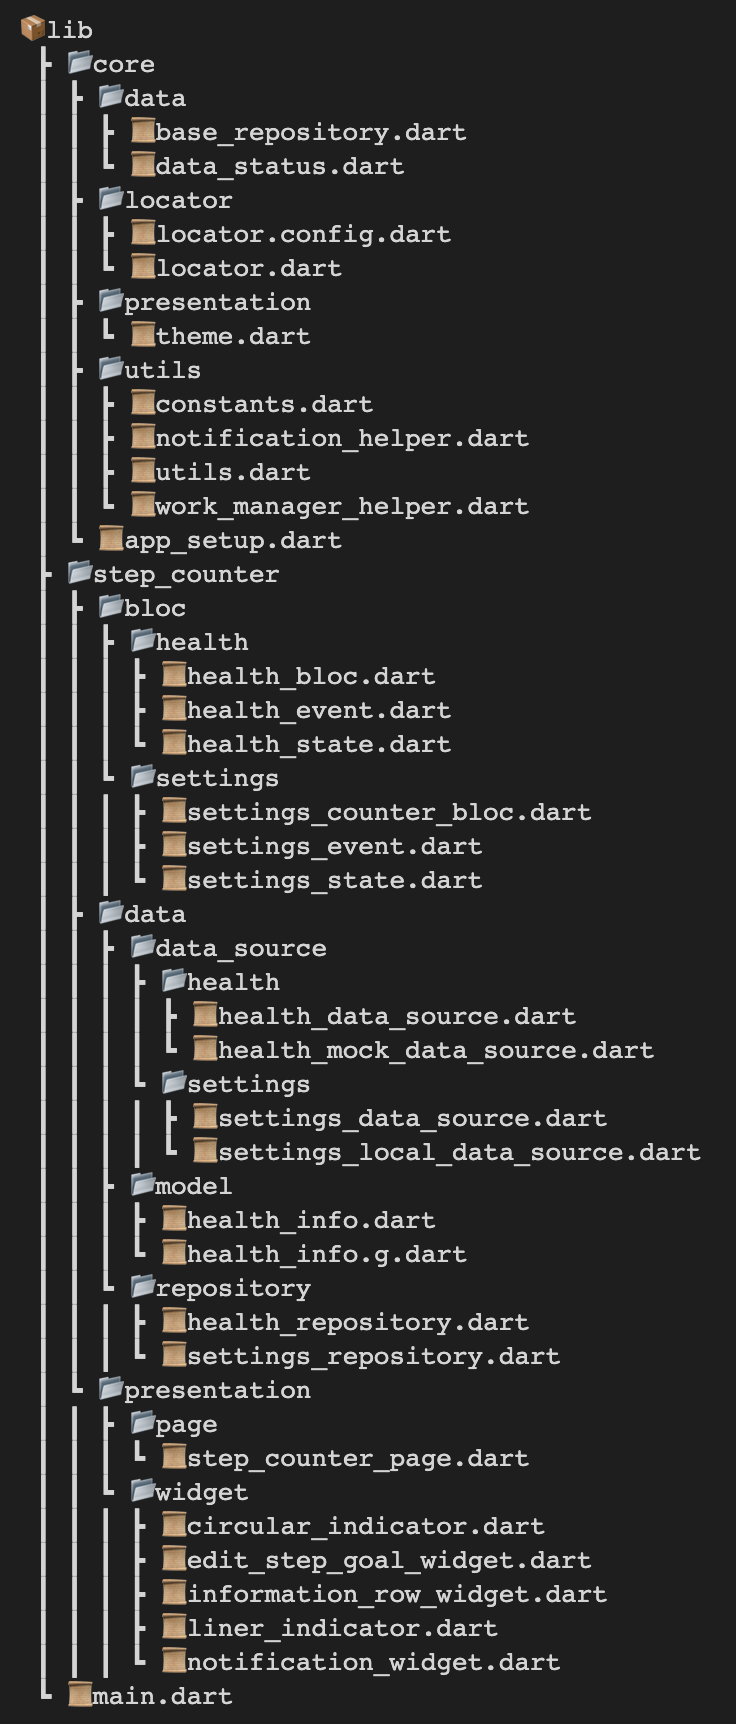 lib
core
data
base_repository.dart
data_status.dart
locator
locator.config.dart
locator.dart
presentation
theme.dart
utils
constants.dart
notification_helper.dart
utils.dart
work_manager_helper.dart
app_setup.dart
step_counter
bloc
health
health_bloc.dart
health_event.dart
health_state.dart
settings
settings_counter_bloc.dart
settings_event.dart
settings_state.dart
data
data_source
health
health_data_source.dart
health_mock_data_source.dart
settings
settings_data_source.dart
settings_local_data_source.dart
model
health_info.dart
health_info.g.dart
repository
health_repository.dart
settings_repository.dart
presentation
page
step_counter_page.dart
widget
circular_indicator.dart
edit_step_goal_widget.dart
information_row_widget.dart
liner_indicator.dart
notification_widget.dart
main.dart